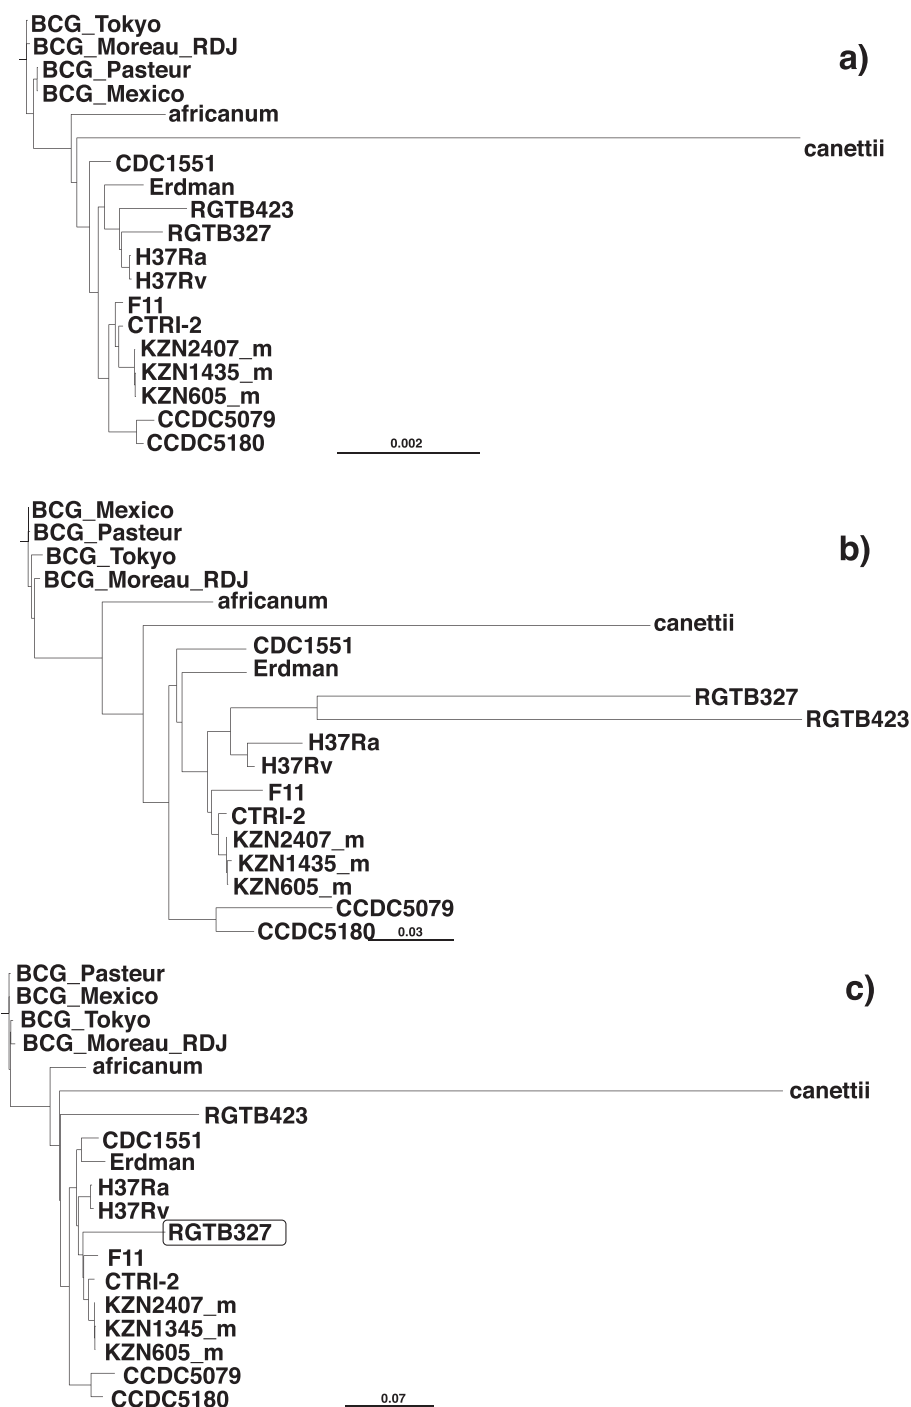 BCG_Tokyo
BCG_Moreau_RDJ
a)
BCG_Pasteur
BCG_Mexico
africanum
canettii
CDC1551
Erdman
RGTB423
RGTB327
H37Ra
H37Rv
F11
CTRI-2
KZN2407_m
KZN1435_m
KZN605_m
CCDC5079
CCDC5180
0.002
BCG_Mexico
BCG_Pasteur
b)
BCG_Tokyo
BCG_Moreau_RDJ
africanum
canettii
CDC1551
Erdman
RGTB327
RGTB423
H37Ra
H37Rv
F11
CTRI-2
KZN2407_m
KZN1435_m
KZN605_m
CCDC5079
CCDC5180
0.03
BCG_Pasteur
c)
BCG_Mexico
BCG_Tokyo
BCG_Moreau_RDJ
africanum
canettii
RGTB423
CDC1551
Erdman
H37Ra
H37Rv
RGTB327
F11
CTRI-2
KZN2407_m
KZN1345_m
KZN605_m
CCDC5079
CCDC5180
0.07